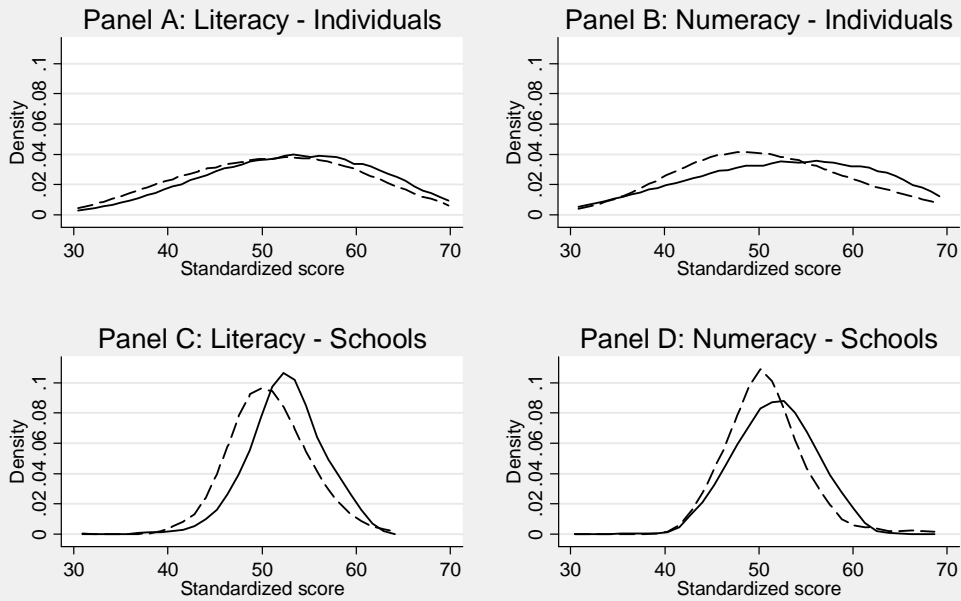 Panel A: Literacy - Individuals
Density
0 .02 .04 .06 .08 .1
30 40 50 60 70
Standardized score
Panel B: Numeracy - Individuals
Density
0 .02 .04 .06 .08 .1
30 40 50 60 70
Standardized score
Panel C: Literacy - Schools
Density
0 .02 .04 .06 .08 .1
30 40 50 60 70
Standardized score
Panel D: Numeracy - Schools
Density
0 .02 .04 .06 .08 .1
30 40 50 60 70
Standardized score